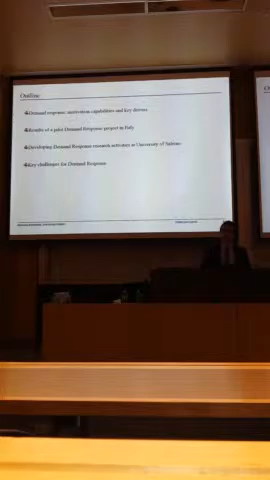 Outline
Demand response: motivation capabilities and key drivers
Results of a pilot Demand Response project in Italy
Developing Demand Response research activities at University of Salerno
Key challenges for Demand Response